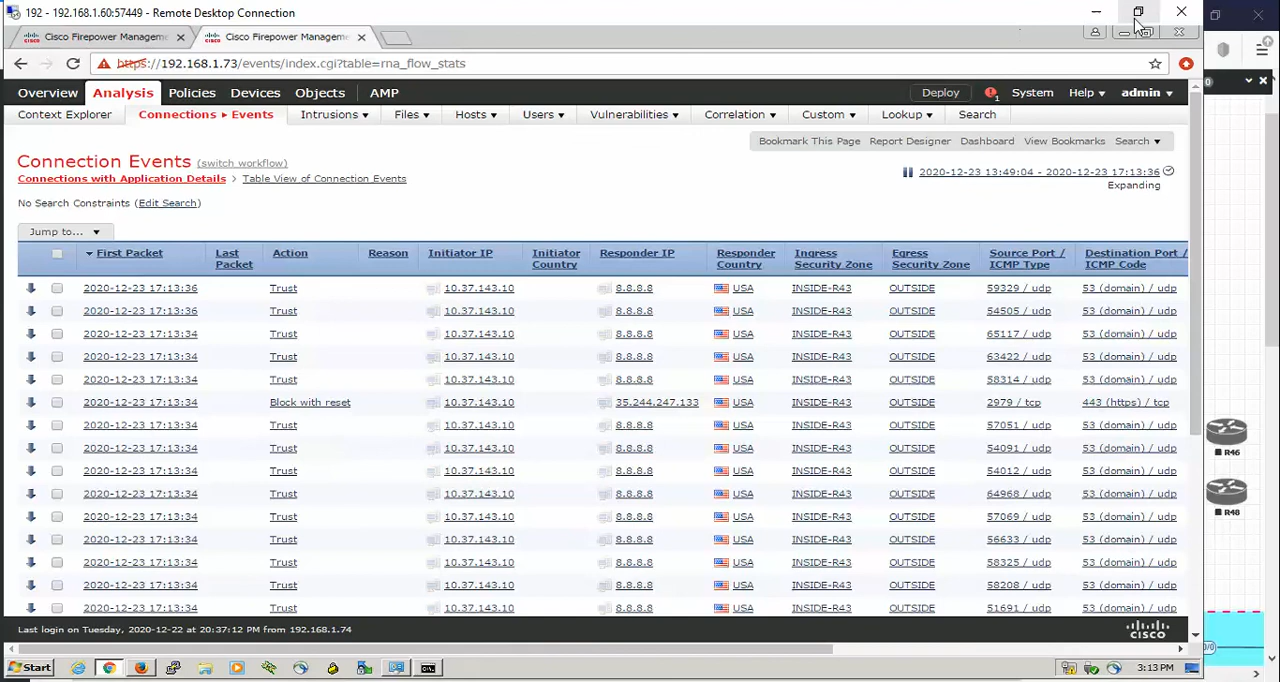 192 - 192.168.1.60:57449 - Remote Desktop Connection
Cisco Firepower Managem Cisco Firepower Managem
https://192.168.1.73/events/index.cgi?table=rna_flow_stats
Overview Analysis Policies Devices Objects AMP Deploy 1 System Help admin
Context Explorer Connections ▸ Events Intrusions Files Hosts Users Vulnerabilities Correlation Custom Lookup Search
Bookmark This Page Report Designer Dashboard View Bookmarks Search
Connection Events (switch workflow)
2020-12-23 13:49:04 - 2020-12-23 17:13:36
Connections with Application Details > Table View of Connection Events
Expanding
No Search Constraints (Edit Search)
Jump to...
First Packet Last Packet Action Reason Initiator IP Initiator Country Responder IP Responder Country Ingress Security Zone Egress Security Zone Source Port / ICMP Type Destination Port / ICMP Code
2020-12-23 17:13:36 Trust 10.37.143.10 8.8.8.8 USA INSIDE-R43 OUTSIDE 59329 / udp 53 (domain) / udp
2020-12-23 17:13:36 Trust 10.37.143.10 8.8.8.8 USA INSIDE-R43 OUTSIDE 54505 / udp 53 (domain) / udp
2020-12-23 17:13:34 Trust 10.37.143.10 8.8.8.8 USA INSIDE-R43 OUTSIDE 65117 / udp 53 (domain) / udp
2020-12-23 17:13:34 Trust 10.37.143.10 8.8.8.8 USA INSIDE-R43 OUTSIDE 63422 / udp 53 (domain) / udp
2020-12-23 17:13:34 Trust 10.37.143.10 8.8.8.8 USA INSIDE-R43 OUTSIDE 58314 / udp 53 (domain) / udp
2020-12-23 17:13:34 Block with reset 10.37.143.10 35.244.247.133 USA INSIDE-R43 OUTSIDE 2979 / tcp 443 (https) / tcp
2020-12-23 17:13:34 Trust 10.37.143.10 8.8.8.8 USA INSIDE-R43 OUTSIDE 57051 / udp 53 (domain) / udp
2020-12-23 17:13:34 Trust 10.37.143.10 8.8.8.8 USA INSIDE-R43 OUTSIDE 54091 / udp 53 (domain) / udp
2020-12-23 17:13:34 Trust 10.37.143.10 8.8.8.8 USA INSIDE-R43 OUTSIDE 54012 / udp 53 (domain) / udp
2020-12-23 17:13:34 Trust 10.37.143.10 8.8.8.8 USA INSIDE-R43 OUTSIDE 64968 / udp 53 (domain) / udp
2020-12-23 17:13:34 Trust 10.37.143.10 8.8.8.8 USA INSIDE-R43 OUTSIDE 57069 / udp 53 (domain) / udp
2020-12-23 17:13:34 Trust 10.37.143.10 8.8.8.8 USA INSIDE-R43 OUTSIDE 56633 / udp 53 (domain) / udp
2020-12-23 17:13:34 Trust 10.37.143.10 8.8.8.8 USA INSIDE-R43 OUTSIDE 58325 / udp 53 (domain) / udp
2020-12-23 17:13:34 Trust 10.37.143.10 8.8.8.8 USA INSIDE-R43 OUTSIDE 58208 / udp 53 (domain) / udp
2020-12-23 17:13:34 Trust 10.37.143.10 8.8.8.8 USA INSIDE-R43 OUTSIDE 51691 / udp 53 (domain) / udp
Last login on Tuesday, 2020-12-22 at 20:37:12 PM from 192.168.1.74
CISCO
Start 3:13 PM
R46
R48